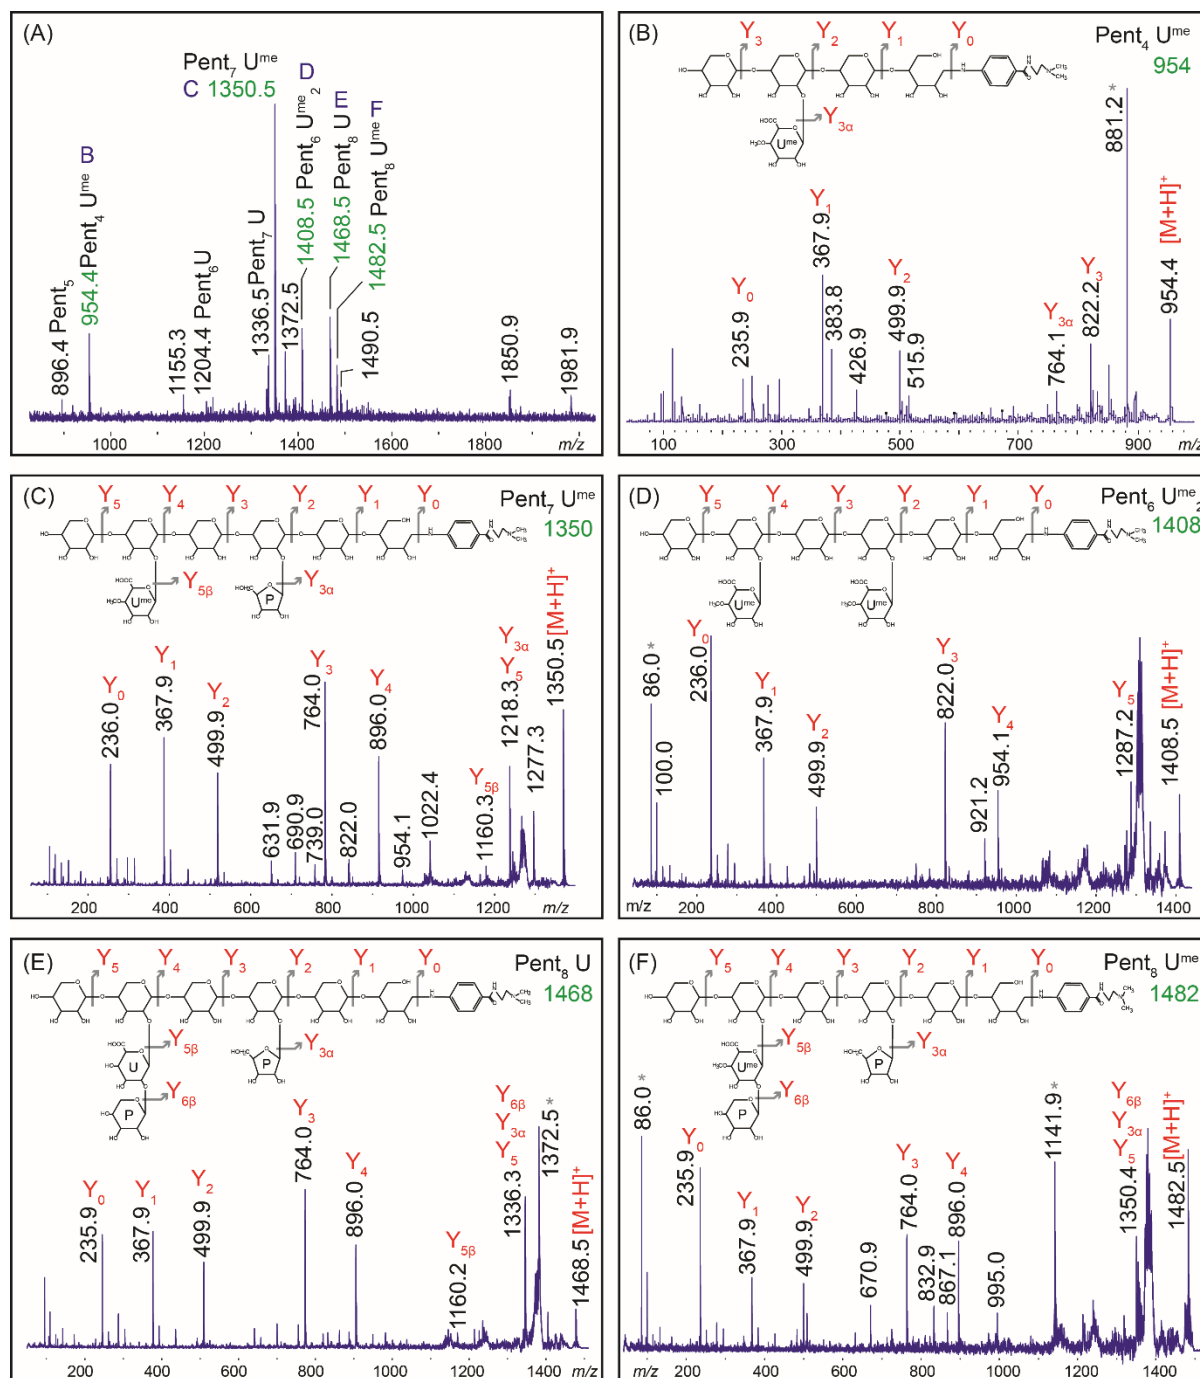 (A)
Pent₇ Uᵐᵉ
C 1350.5
B
D
E
F
896.4 Pent₅
954.4 Pent₄ Uᵐᵉ
1155.3
1204.4 Pent₆U
1336.5 Pent₇ U
1372.5
1408.5 Pent₆ Uᵐᵉ₂
1468.5 Pent₈ U
1482.5 Pent₈ Uᵐᵉ
1490.5
1850.9
1981.9
1000 1200 1400 1600 1800 m/z
(B)
Pent₄ Uᵐᵉ
954
Y₃ Y₂ Y₁ Y₀
Y₃α
Uᵐᵉ
Y₀ 235.9
Y₁ 367.9
383.8
426.9
Y₂ 499.9
515.9
Y₃α 764.1
Y₃ 822.2
881.2 *
954.4 [M+H]⁺
100 300 500 700 900 m/z
(C)
Pent₇ Uᵐᵉ
1350
Y₅ Y₄ Y₃ Y₂ Y₁ Y₀
Y₅β
Y₃α
Uᵐᵉ
P
236.0 Y₀
367.9 Y₁
499.9 Y₂
631.9
690.9
739.0
764.0 Y₃
822.0
896.0 Y₄
954.1
1022.4
1160.3 Y₅β
1218.3 Y₅ Y₃α
1277.3
1350.5 [M+H]⁺
200 400 600 800 1000 1200 m/z
(D)
Pent₆ Uᵐᵉ₂
1408
Y₅ Y₄ Y₃ Y₂ Y₁ Y₀
Uᵐᵉ
Uᵐᵉ
86.0 *
100.0
236.0 Y₀
367.9 Y₁
499.9 Y₂
822.0 Y₃
921.2
954.1 Y₄
1287.2 Y₅
1408.5 [M+H]⁺
m/z 200 400 600 800 1000 1200 1400
(E)
Pent₈ U
1468
Y₅ Y₄ Y₃ Y₂ Y₁ Y₀
Y₅β
Y₃α
Y₆β
U
P
P
235.9 Y₀
367.9 Y₁
499.9 Y₂
764.0 Y₃
896.0 Y₄
1160.2 Y₅β
1336.3 Y₅ Y₃α Y₆β
1372.5 *
1468.5 [M+H]⁺
200 400 600 800 1000 1200 1400 m/z
(F)
Pent₈ Uᵐᵉ
1482
Y₅ Y₄ Y₃ Y₂ Y₁ Y₀
Y₅β
Y₃α
Y₆β
Uᵐᵉ
P
P
86.0 *
235.9 Y₀
367.9 Y₁
499.9 Y₂
670.9
764.0 Y₃
832.9
867.1
896.0 Y₄
995.0
1141.9 *
1350.4 Y₅ Y₃α Y₆β
1482.5 [M+H]⁺
200 400 600 800 1000 1200 1400 m/z